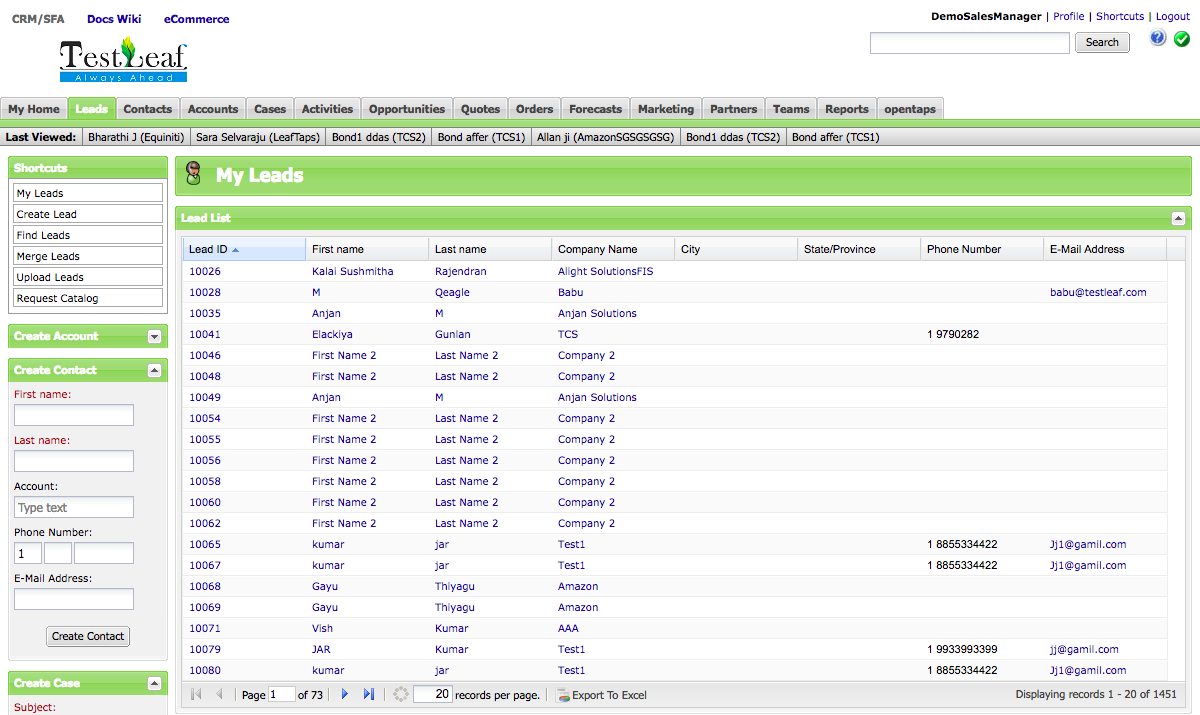 CRM/SFA Docs Wiki eCommerce
DemoSalesManager | Profile | Shortcuts | Logout
TestLeaf
Always Ahead
Search
My Home Leads Contacts Accounts Cases Activities Opportunities Quotes Orders Forecasts Marketing Partners Teams Reports opentaps
Last Viewed: Bharathi J (Equiniti) Sara Selvaraju (LeafTaps) Bond1 ddas (TCS2) Bond affer (TCS1) Allan ji (AmazonSGSGSGSG) Bond1 ddas (TCS2) Bond affer (TCS1)
Shortcuts
My Leads
Create Lead
Find Leads
Merge Leads
Upload Leads
Request Catalog
Create Account
Create Contact
First name:
Last name:
Account:
Type text
Phone Number:
1
E-Mail Address:
Create Contact
Create Case
Subject:
My Leads
Lead List
Lead ID First name Last name Company Name City State/Province Phone Number E-Mail Address
10026 Kalai Sushmitha Rajendran Alight SolutionsFIS
10028 M Qeagle Babu babu@testleaf.com
10035 Anjan M Anjan Solutions
10041 Elackiya Gunian TCS 1 9790282
10046 First Name 2 Last Name 2 Company 2
10048 First Name 2 Last Name 2 Company 2
10049 Anjan M Anjan Solutions
10054 First Name 2 Last Name 2 Company 2
10055 First Name 2 Last Name 2 Company 2
10056 First Name 2 Last Name 2 Company 2
10058 First Name 2 Last Name 2 Company 2
10060 First Name 2 Last Name 2 Company 2
10062 First Name 2 Last Name 2 Company 2
10065 kumar jar Test1 1 8855334422 Jj1@gamil.com
10067 kumar jar Test1 1 8855334422 Jj1@gamil.com
10068 Gayu Thiyagu Amazon
10069 Gayu Thiyagu Amazon
10071 Vish Kumar AAA
10079 JAR Kumar Test1 1 9933993399 jj@gamil.com
10080 kumar jar Test1 1 8855334422 Jj1@gamil.com
Page 1 of 73 20 records per page. Export To Excel Displaying records 1 - 20 of 1451